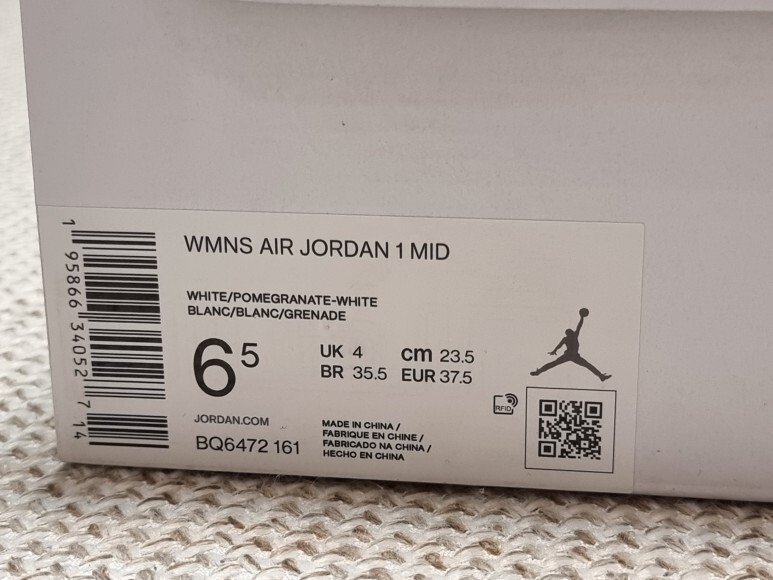 WMNS AIR JORDAN 1 MID
WHITE/POMEGRANATE-WHITE
BLANC/BLANC/GRENADE
6 5
UK 4 cm 23.5
BR 35.5 EUR 37.5
RFID
JORDAN.COM
BQ6472 161
MADE IN CHINA /
FABRIQUE EN CHINE /
FABRICADO NA CHINA /
HECHO EN CHINA
1 95866 34052 7 14